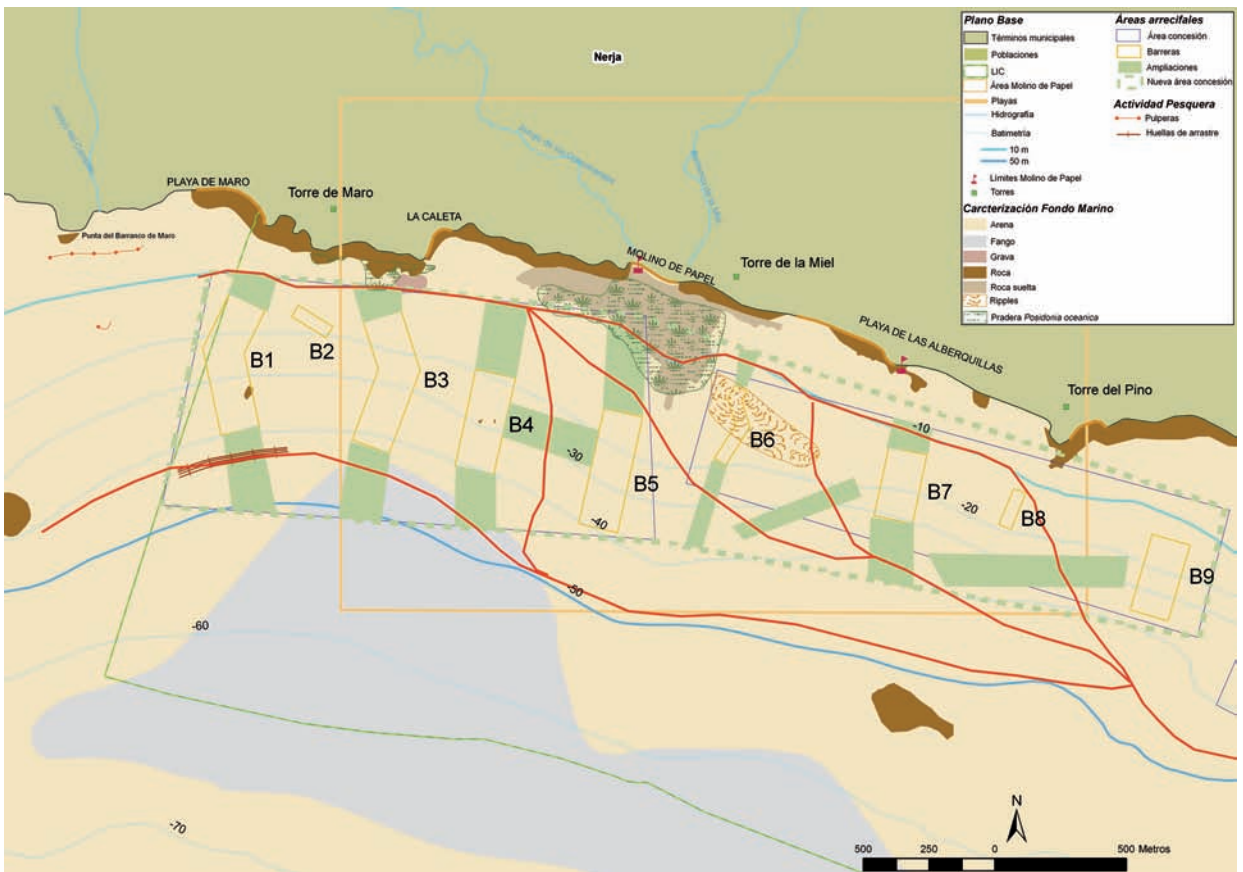 Nerja
PLAYA DE MARO
Torre de Maro
LA CALETA
Punta del Barranco de Maro
MOLINO DE PAPEL
Torre de la Miel
PLAYA DE LAS ALBERQUILLAS
Torre del Pino
B1
B2
B3
B4
B5
B6
B7
B8
B9
-10
-20
-30
-40
-50
-60
-70
Plano Base
Términos municipales
Poblaciones
LIC
Área Molino de Papel
Playas
Hidrografía
Batimetría
10 m
50 m
Límites Molino de Papel
Torres
Carcterización Fondo Marino
Arena
Fango
Grava
Roca
Roca suelta
Ripples
Pradera Posidonia oceanica
Áreas arrecifales
Área concesión
Barreras
Ampliaciones
Nueva área concesión
Actividad Pesquera
Pulperas
Huellas de arrastre
N
500 250 0 500 Metros